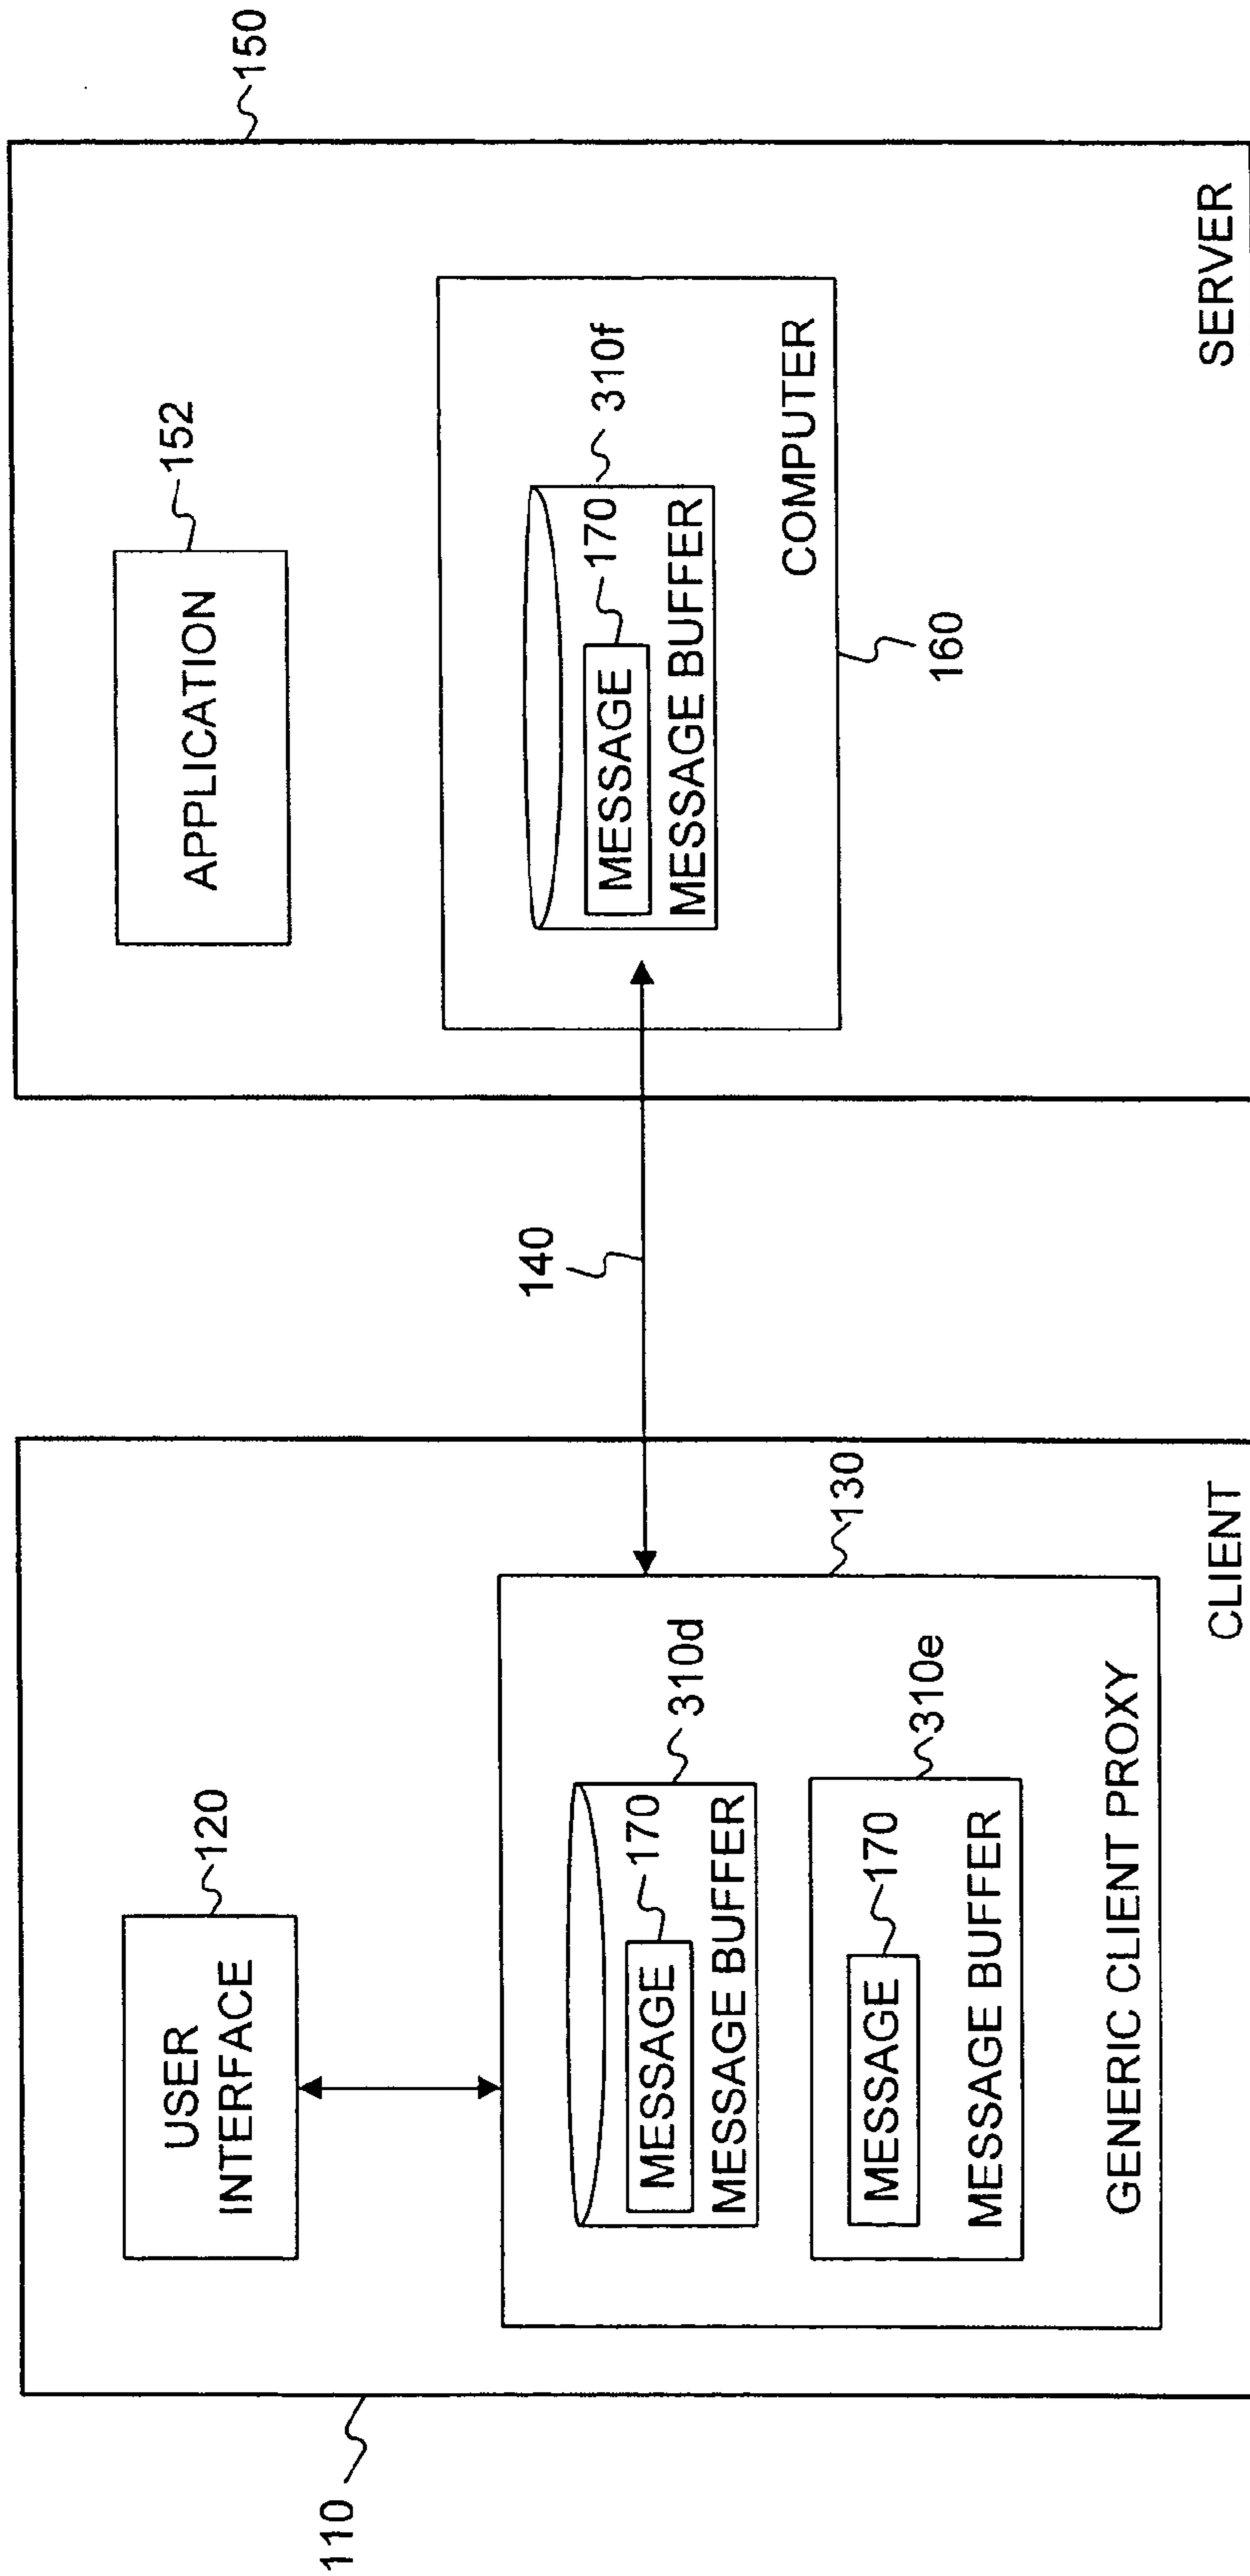 110
USER
INTERFACE
120
MESSAGE
170
MESSAGE BUFFER
310d
MESSAGE
170
MESSAGE BUFFER
310e
GENERIC CLIENT PROXY
130
CLIENT
140
APPLICATION
152
MESSAGE
170
MESSAGE BUFFER
310f
COMPUTER
160
SERVER
150